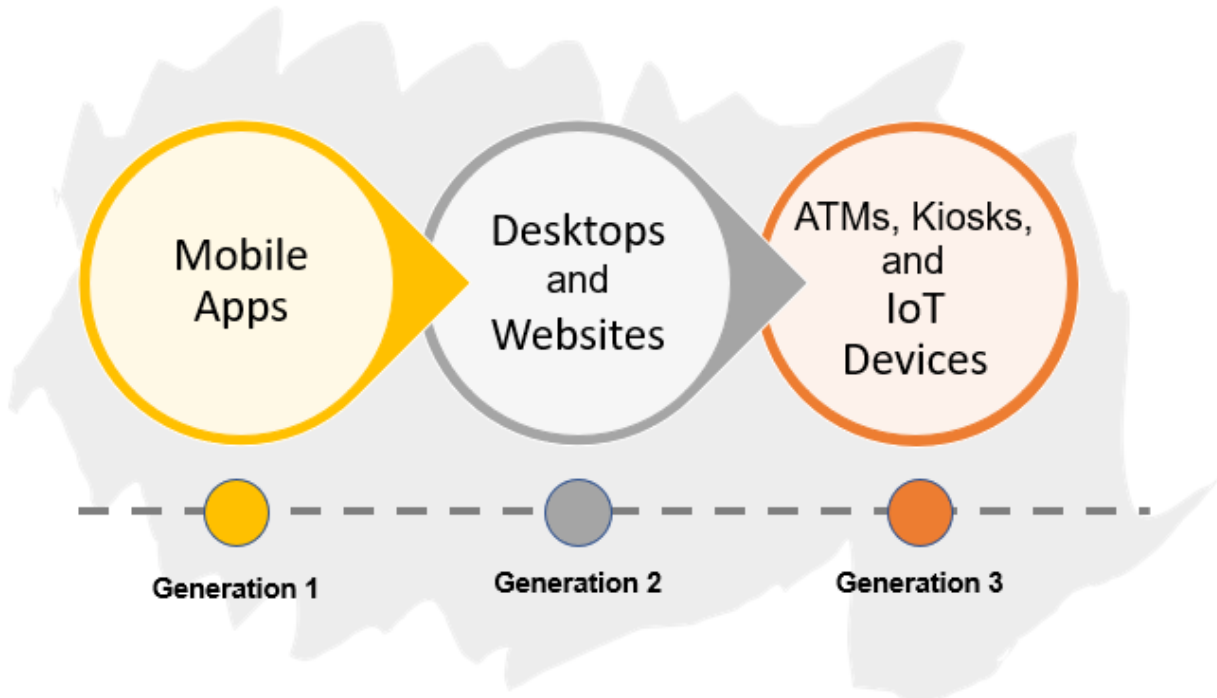 Mobile
Apps
Desktops
and
Websites
ATMs, Kiosks,
and
IoT
Devices
Generation 1
Generation 2
Generation 3